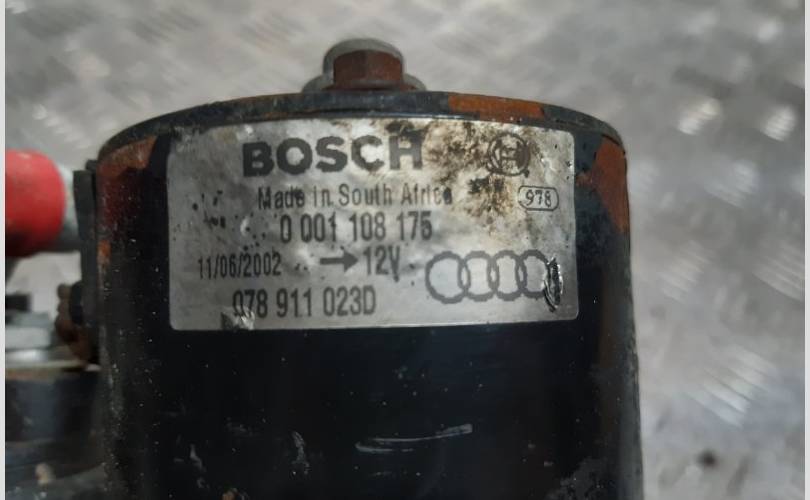 BOSCH
Made in South Africa
978
0 001 108 175
11/06/2002 → 12V
078 911 023D